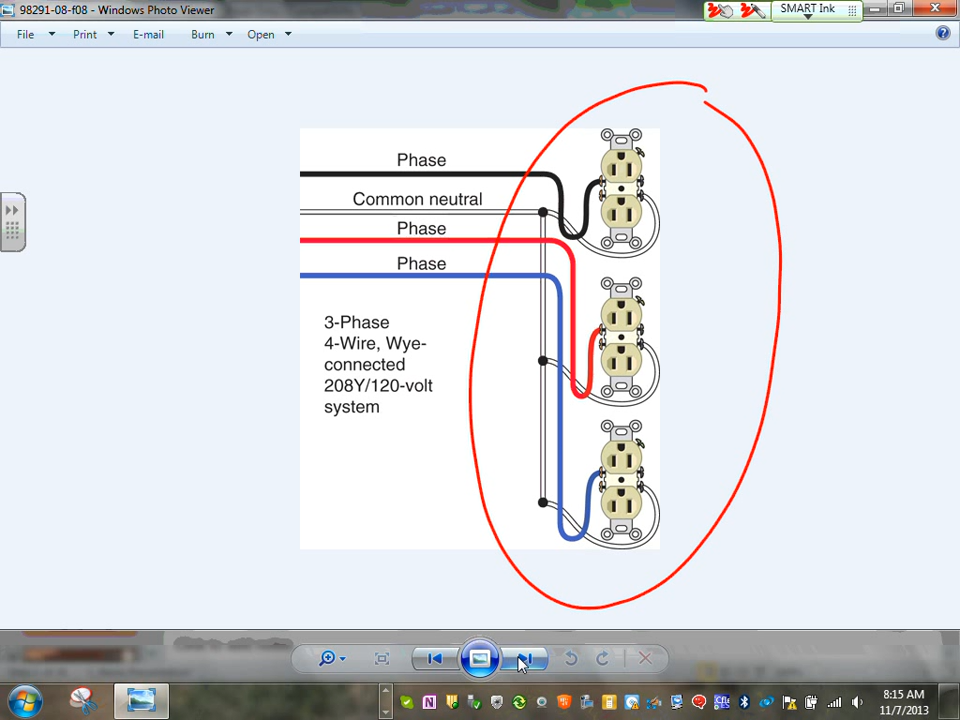 98291-08-f08 - Windows Photo Viewer
SMART Ink
File Print E-mail Burn Open
Phase
Common neutral
Phase
Phase
3-Phase
4-Wire, Wye-
connected
208Y/120-volt
system
8:15 AM
11/7/2013